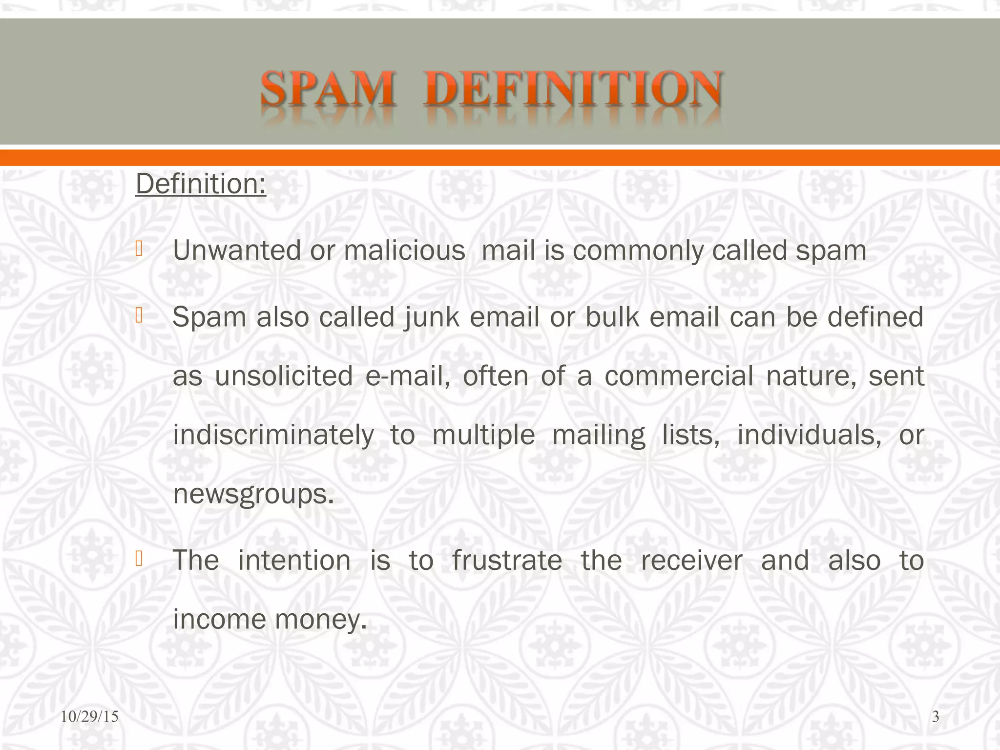 SPAM DEFINITION
Definition:
Unwanted or malicious  mail is commonly called spam
Spam also called junk email or bulk email can be defined
as unsolicited e-mail, often of a commercial nature, sent
indiscriminately to multiple mailing lists, individuals, or
newsgroups.
The intention is to frustrate the receiver and also to
income money.
10/29/15
3